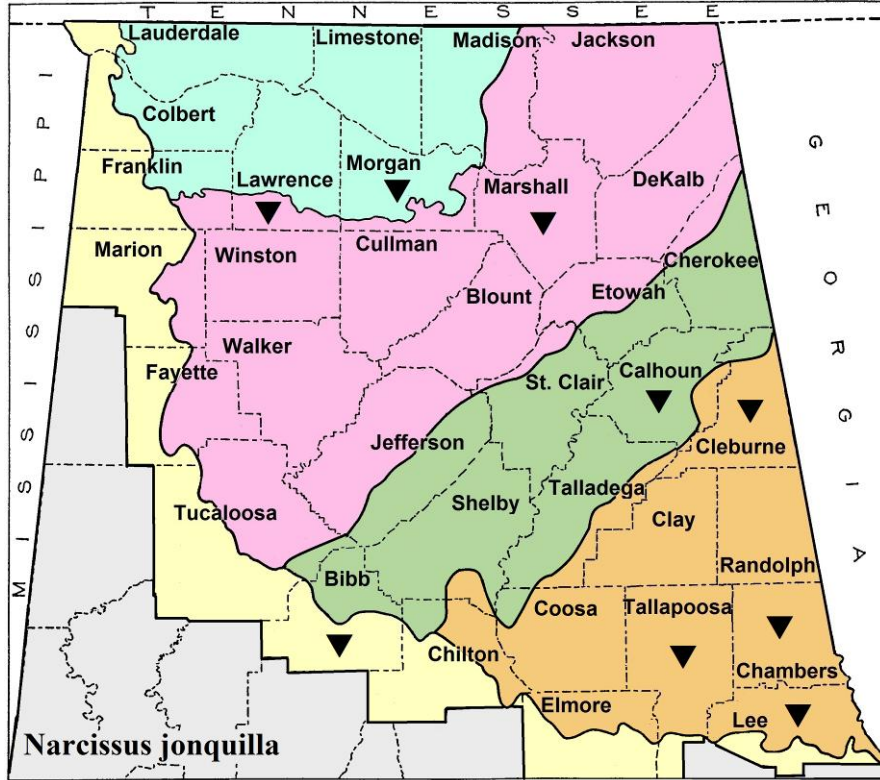 TENNESSEE
Lauderdale
Limestone
Madison
Jackson
Colbert
Franklin
Lawrence
Morgan
Marshall
DeKalb
MISSISSIPPI
GEORGIA
Marion
Winston
Cullman
Cherokee
Blount
Etowah
Walker
Fayette
St. Clair
Calhoun
Jefferson
Cleburne
Tucaloosa
Shelby
Talladega
Clay
Bibb
Randolph
Coosa
Tallapoosa
Chilton
Chambers
Elmore
Lee
Narcissus jonquilla